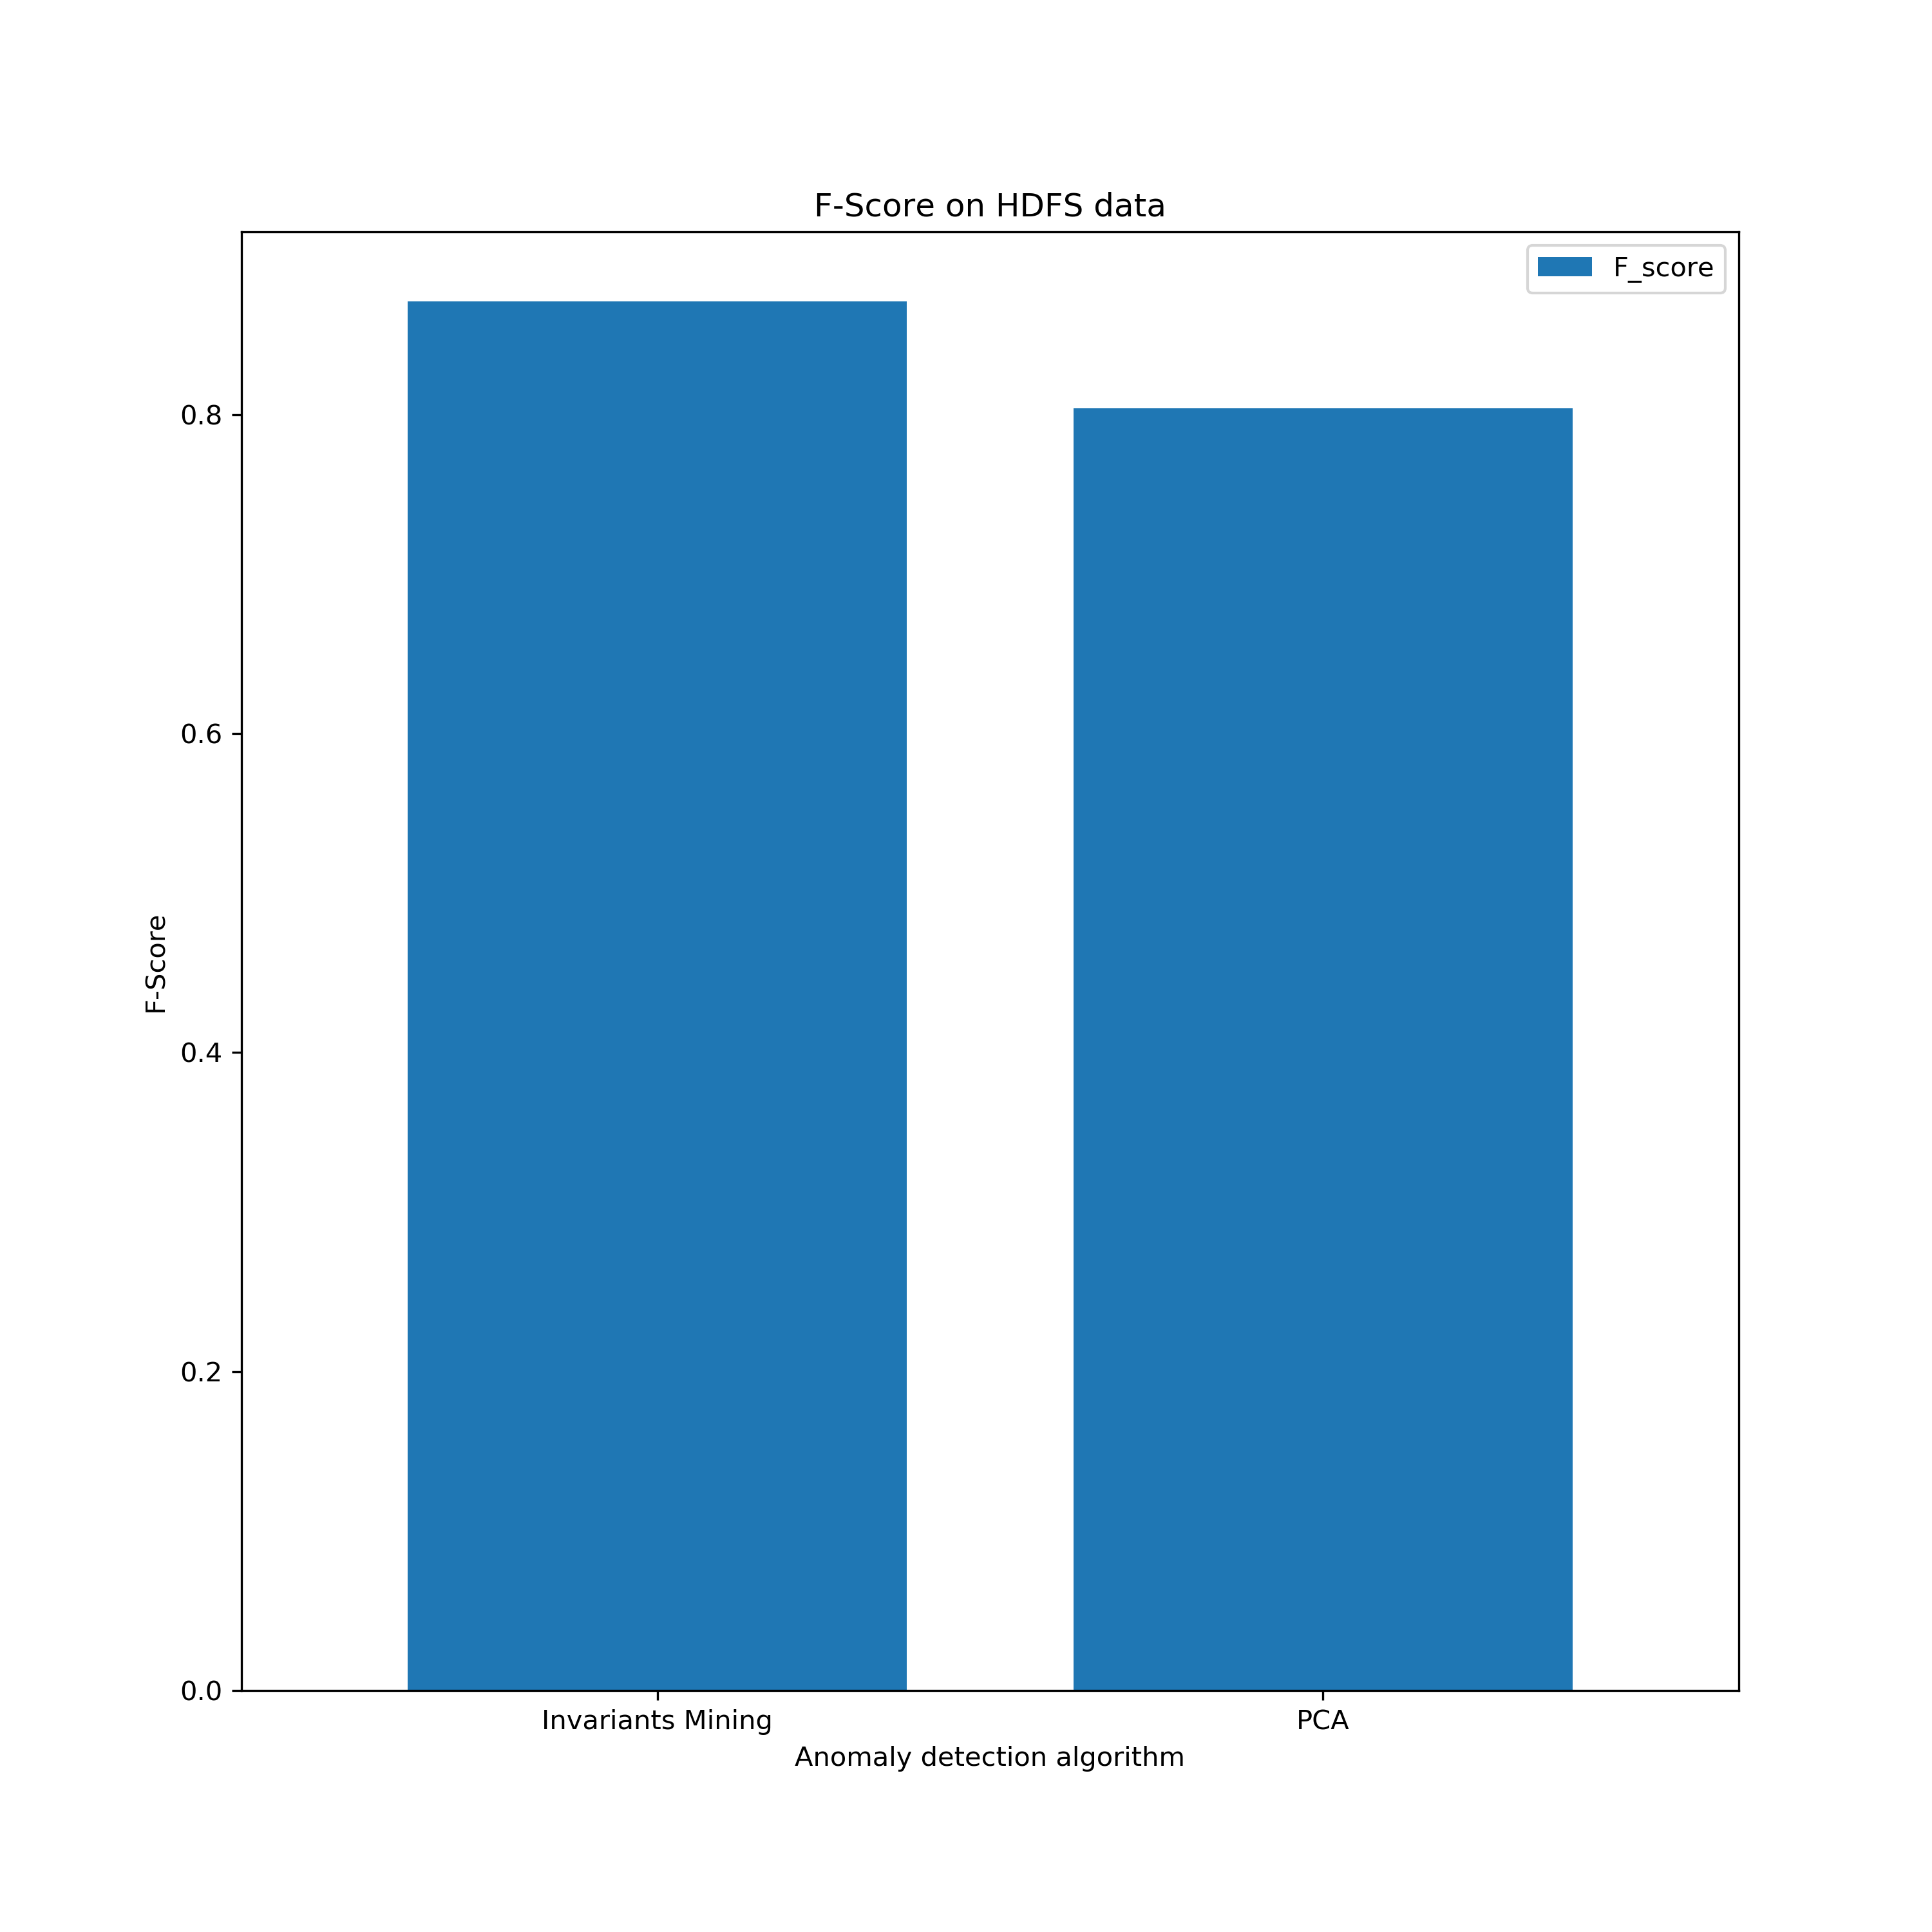 F-Score on HDFS data
F_score
0.8
0.6
0.4
0.2
0.0
F-Score
Invariants Mining
PCA
Anomaly detection algorithm